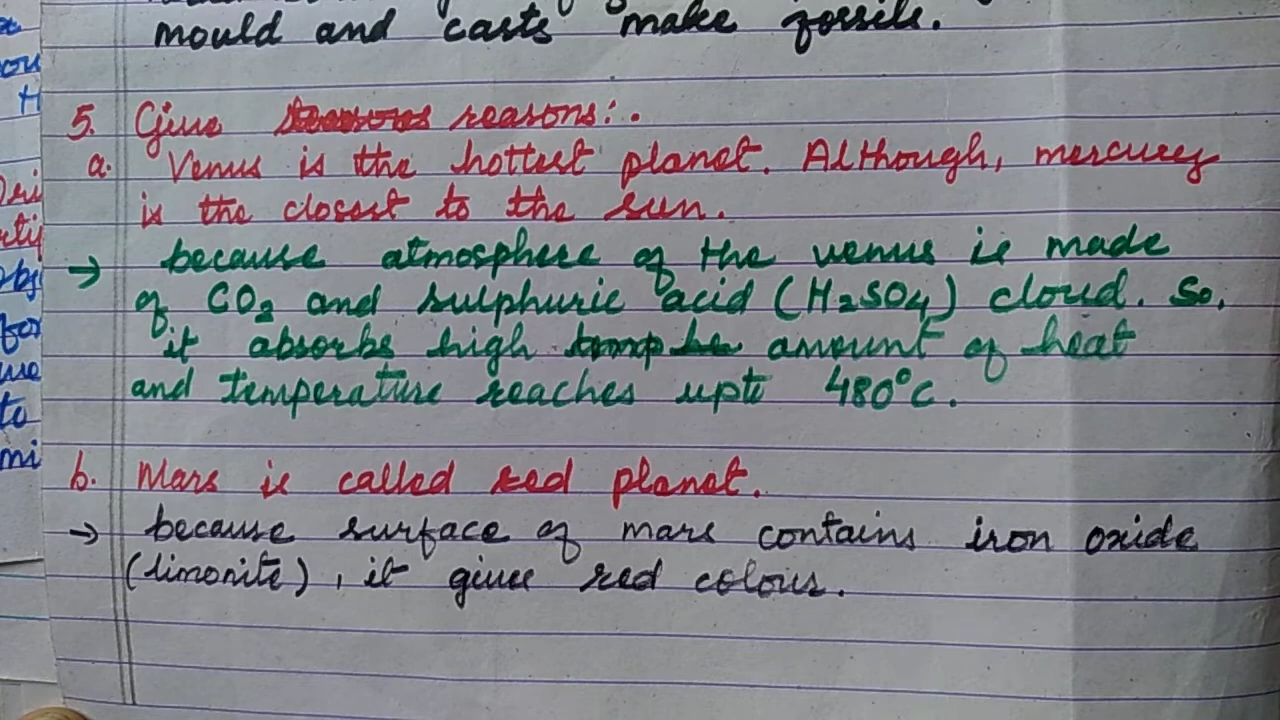 mould and casts make fossils.
5. Give reasons:.
a. Venus is the hottest planet. Although, mercury
is the closest to the sun.
→ because atmosphere of the venus is made
of CO2 and sulphuric acid (H2SO4) cloud. So,
it absorbs high amount of heat
and temperature reaches upto 480°C.
b. Mars is called red planet.
→ because surface of mars contains iron oxide
(limonite), it gives red colour.